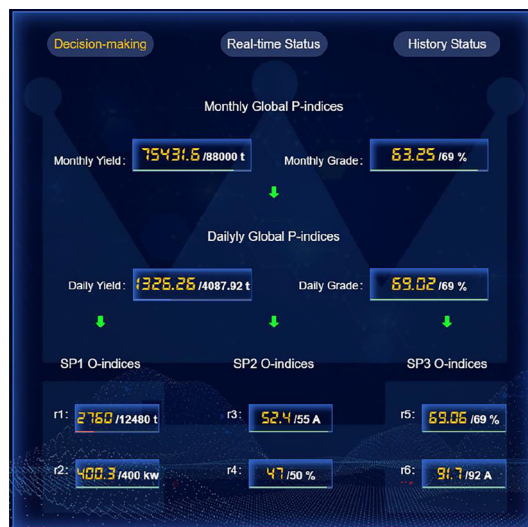 Decision-making Real-time Status History Status
Monthly Global P-indices
Monthly Yield: 75431.6/88000 t Monthly Grade: 63.25/69 %
Dailyly Global P-indices
Daily Yield: 1326.26/4087.92 t Daily Grade: 69.02/69 %
SP1 O-indices SP2 O-indices SP3 O-indices
r1: 2760/12480 t r3: 52.4/55 A r5: 69.06/69 %
r2: 400.3/400 kw r4: 47/50 % r6: 91.7/92 A